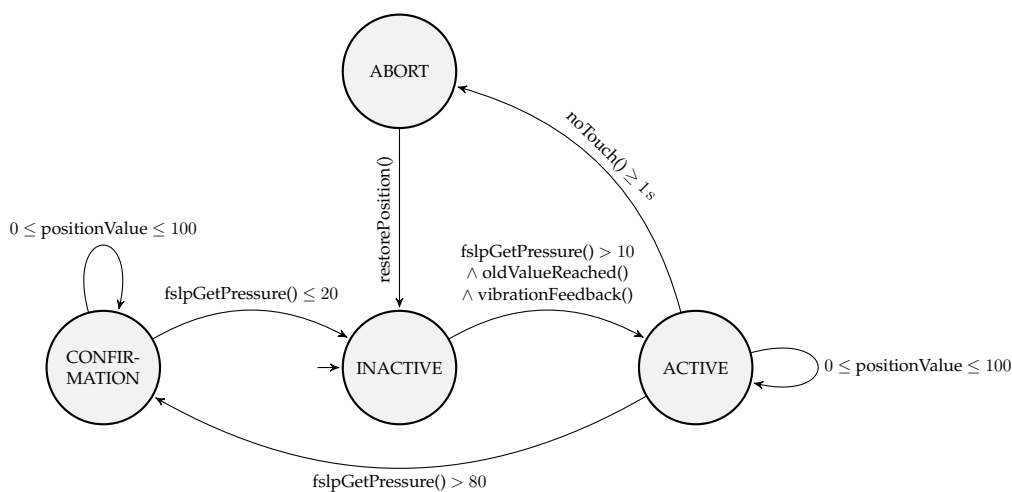 ABORT
noTouch() ≥ 1s
restorePosition()
0 ≤ positionValue ≤ 100
fslpGetPressure() > 10
∧ oldValueReached()
∧ vibrationFeedback()
fslpGetPressure() ≤ 20
CONFIR-
MATION
INACTIVE
ACTIVE
0 ≤ positionValue ≤ 100
fslpGetPressure() > 80